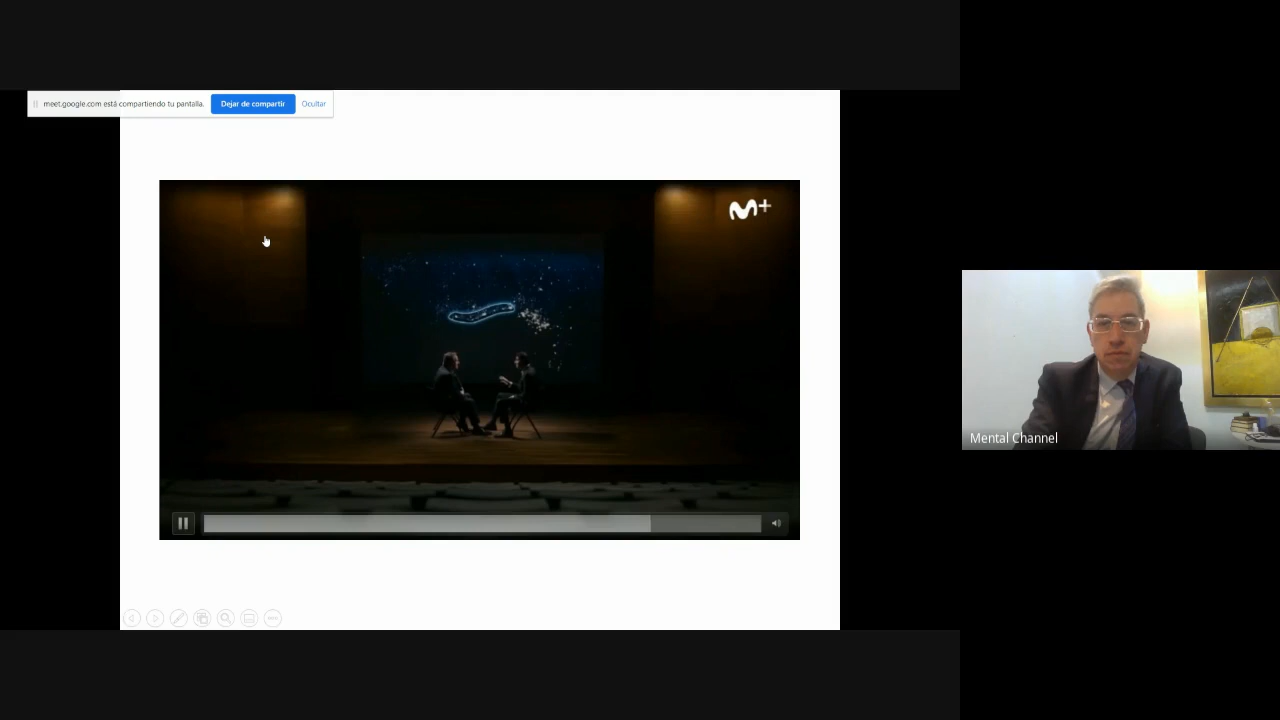 meet.google.com está compartiendo tu pantalla.
Dejar de compartir
Ocultar
M+
Mental Channel